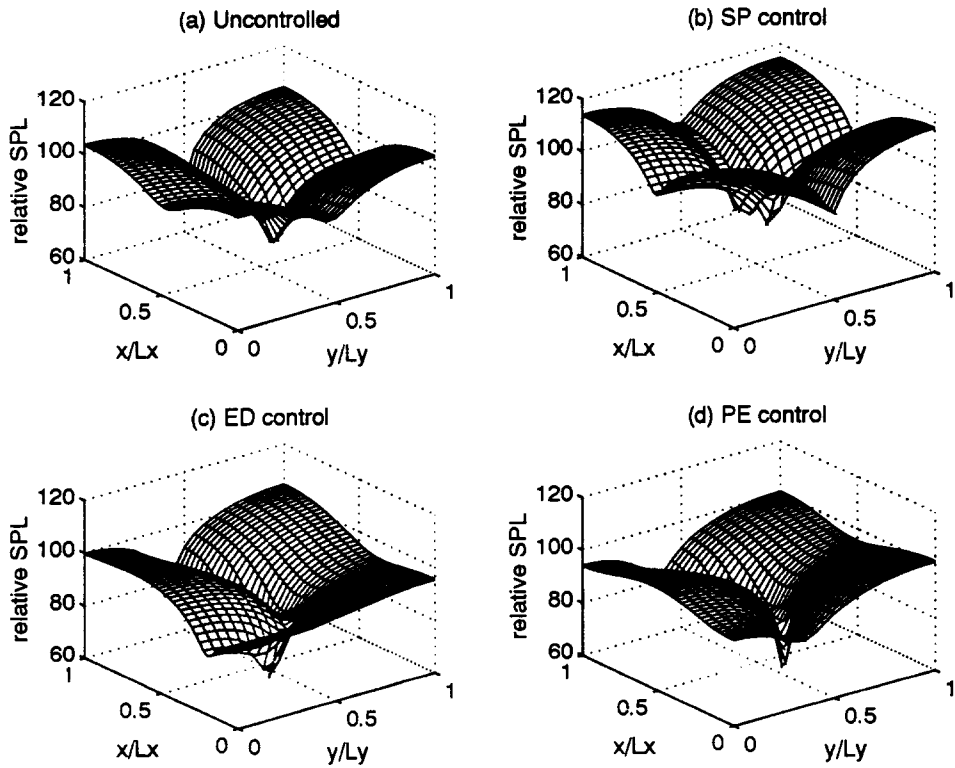 (a) Uncontrolled
relative SPL
120
100
80
60
1
0.5
0
x/Lx
0
0.5
1
y/Ly
(b) SP control
relative SPL
120
100
80
60
1
0.5
0
x/Lx
0
0.5
1
y/Ly
(c) ED control
relative SPL
120
100
80
60
1
0.5
0
x/Lx
0
0.5
1
y/Ly
(d) PE control
relative SPL
120
100
80
60
1
0.5
0
x/Lx
0
0.5
1
y/Ly